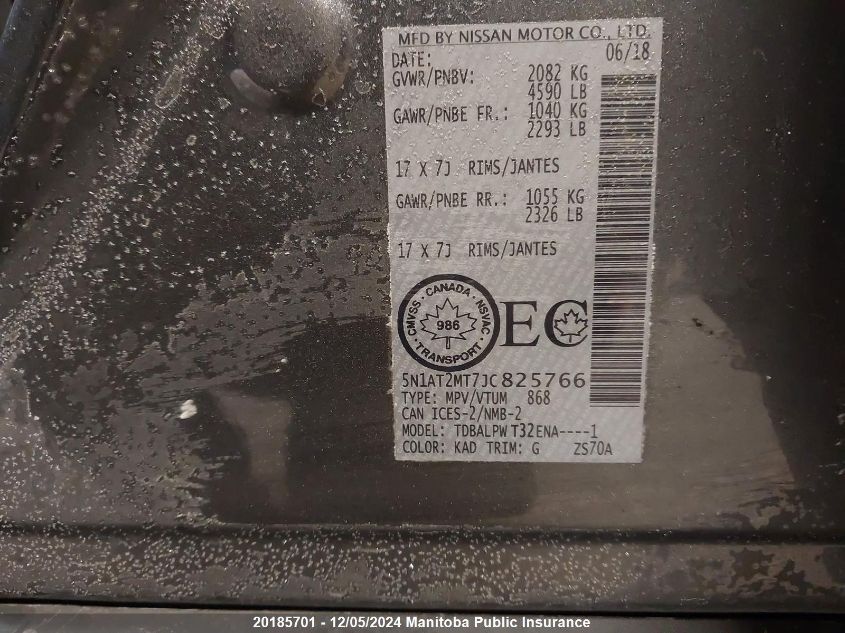 MFD BY NISSAN MOTOR CO., LTD.
DATE: 06/18
GVWR/PNBV: 2082 KG
4590 LB
GAWR/PNBE FR.: 1040 KG
2293 LB
17 X 7J RIMS/JANTES
GAWR/PNBE RR.: 1055 KG
2326 LB
17 X 7J RIMS/JANTES
CMVSS · CANADA · NSVAC · TRANSPORT ·
986
EC
5N1AT2MT7JC825766
TYPE: MPV/VTUM 868
CAN ICES-2/NMB-2
MODEL: TDBALPW T32ENA----1
COLOR: KAD TRIM: G ZS70A
20185701 - 12/05/2024 Manitoba Public Insurance